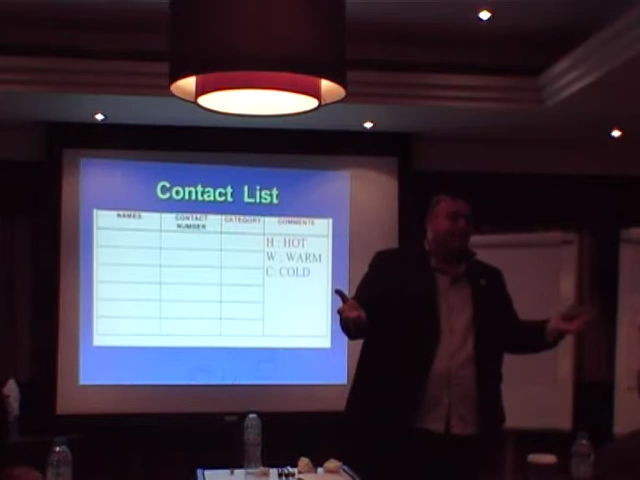 Contact List
NAMES CONTACT NUMBER CATEGORY COMMENTS
H : HOT
W : WARM
C: COLD